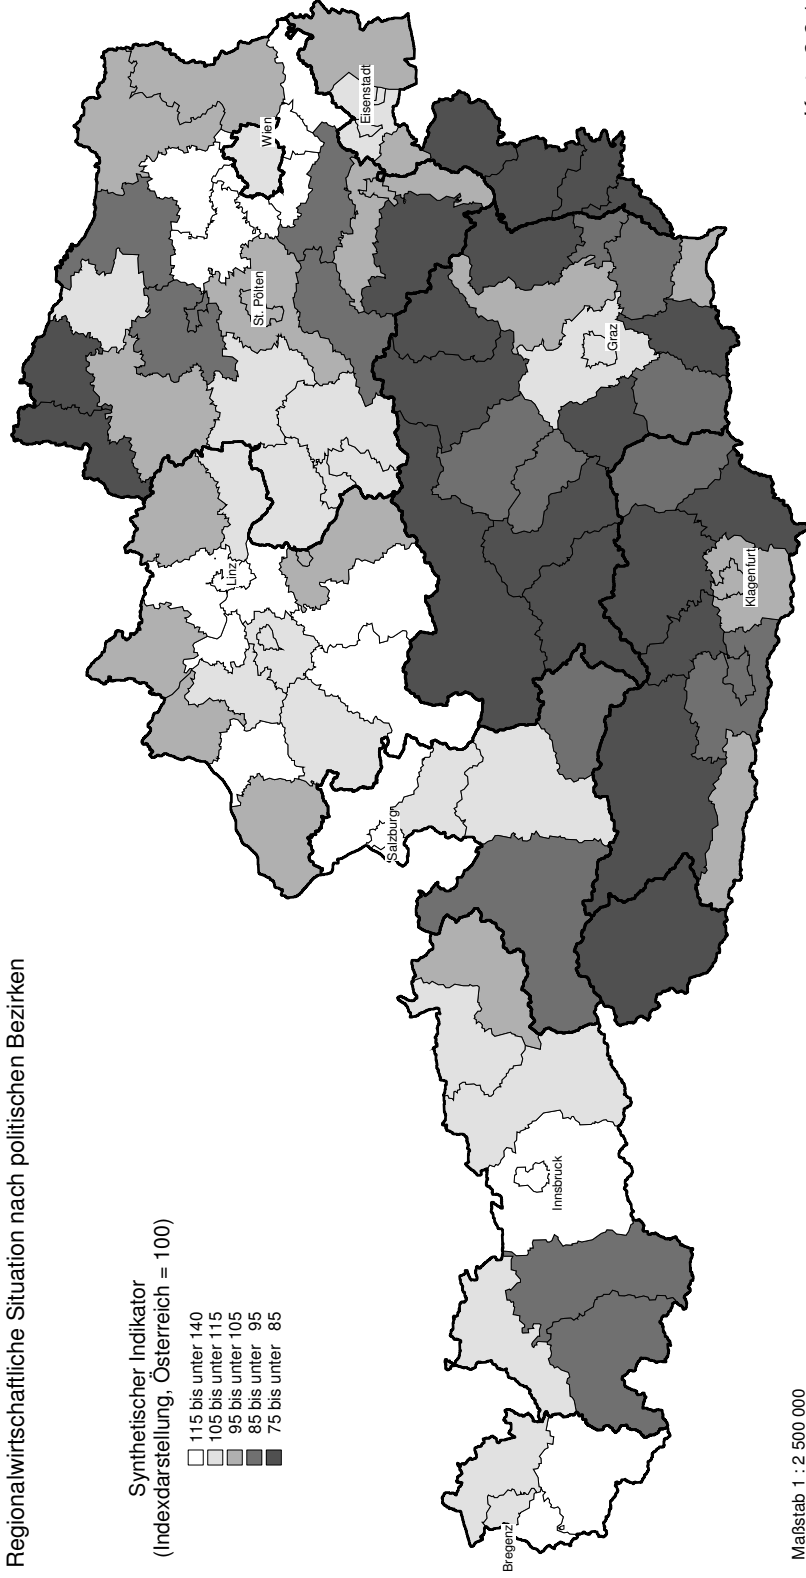 Regionalwirtschaftliche Situation nach politischen Bezirken
Synthetischer Indikator
(Indexdarstellung, Österreich = 100)
115 bis unter 140
105 bis unter 115
95 bis unter 105
85 bis unter 95
75 bis unter 85
Wien
Eisenstadt
St. Pölten
Linz
Graz
Salzburg
Klagenfurt
Innsbruck
Bregenz
Maßstab 1 : 2 500 000